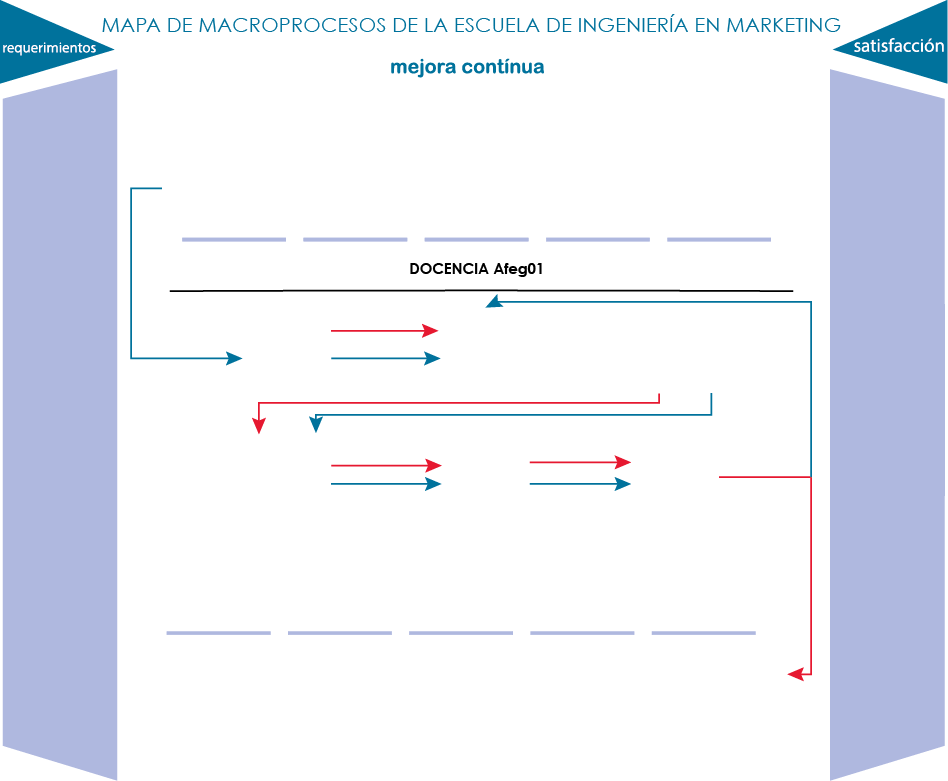 MAPA DE MACROPROCESOS DE LA ESCUELA DE INGENIERÍA EN MARKETING
requerimientos
satisfacción
mejora contínua
DOCENCIA Afeg01